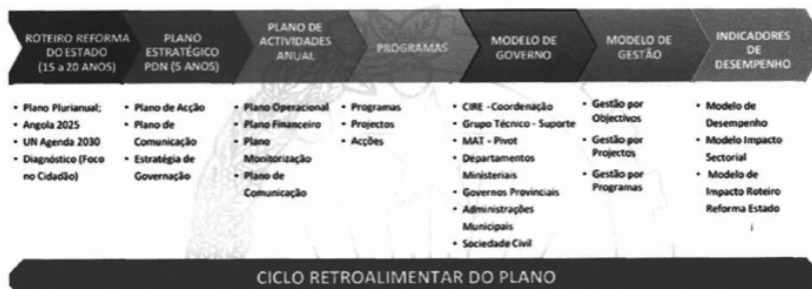 ROTEIRO REFORMA
DO ESTADO
(15 a 20 ANOS)
PLANO
ESTRATÉGICO
PDN (5 ANOS)
PLANO DE
ACTIVIDADES
ANUAL
PROGRAMAS
MODELO DE
GOVERNO
MODELO DE
GESTÃO
INDICADORES
DE
DESEMPENHO
• Plano Plurianual;
• Angola 2025
• UN Agenda 2030
• Diagnóstico (Foco
no Cidadão)
• Plano de Acção
• Plano de
Comunicação
• Estratégia de
Governação
• Plano Operacional
• Plano Financeiro
• Plano
Monitorização
• Plano de
Comunicação
• Programas
• Projectos
• Acções
• CIRE - Coordenação
• Grupo Técnico - Suporte
• MAT - Pivot
• Departamentos
Ministeriais
• Governos Provinciais
• Administrações
Municipais
• Sociedade Civil
• Gestão por
Objectivos
• Gestão por
Projectos
• Gestão por
Programas
• Modelo de
Desempenho
• Modelo Impacto
Sectorial
• Modelo de
Impacto Roteiro
Reforma Estado
CICLO RETROALIMENTAR DO PLANO